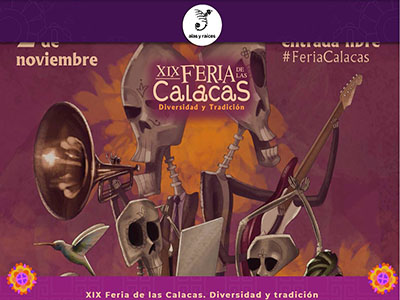 alas y raíces
2 de
noviembre
entrada libre
#FeriaCalacas
XIX FERIA
DE LAS
CaLaCaS
Diversidad y Tradición
XIX Feria de las Calacas. Diversidad y tradición